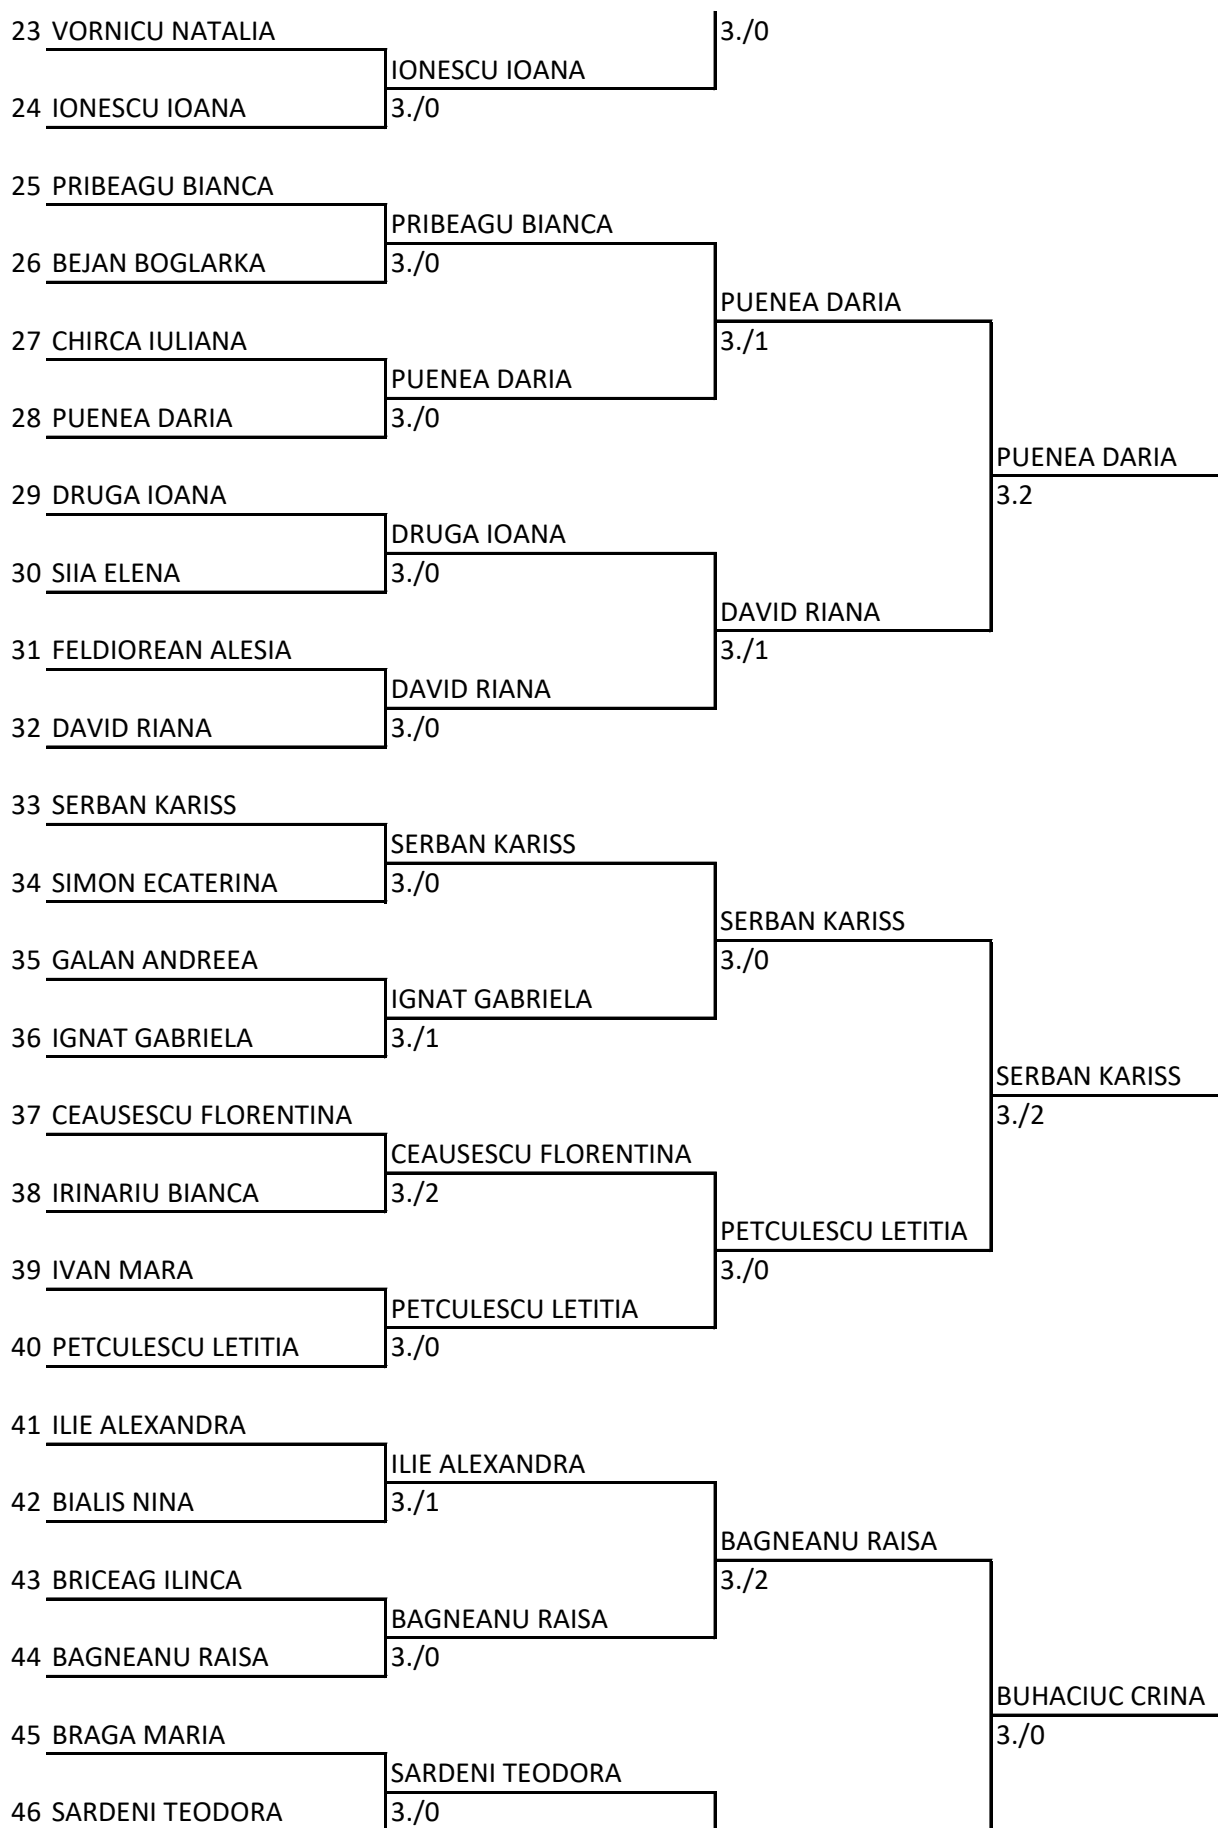 23 VORNICU NATALIA
3./0
IONESCU IOANA
24 IONESCU IOANA
3./0
25 PRIBEAGU BIANCA
PRIBEAGU BIANCA
26 BEJAN BOGLARKA
3./0
PUENEA DARIA
27 CHIRCA IULIANA
3./1
PUENEA DARIA
28 PUENEA DARIA
3./0
PUENEA DARIA
29 DRUGA IOANA
3.2
DRUGA IOANA
30 SIIA ELENA
3./0
DAVID RIANA
31 FELDIOREAN ALESIA
3./1
DAVID RIANA
32 DAVID RIANA
3./0
33 SERBAN KARISS
SERBAN KARISS
34 SIMON ECATERINA
3./0
SERBAN KARISS
35 GALAN ANDREEA
3./0
IGNAT GABRIELA
36 IGNAT GABRIELA
3./1
SERBAN KARISS
37 CEAUSESCU FLORENTINA
3./2
CEAUSESCU FLORENTINA
38 IRINARIU BIANCA
3./2
PETCULESCU LETITIA
39 IVAN MARA
3./0
PETCULESCU LETITIA
40 PETCULESCU LETITIA
3./0
41 ILIE ALEXANDRA
ILIE ALEXANDRA
42 BIALIS NINA
3./1
BAGNEANU RAISA
43 BRICEAG ILINCA
3./2
BAGNEANU RAISA
44 BAGNEANU RAISA
3./0
BUHACIUC CRINA
45 BRAGA MARIA
3./0
SARDENI TEODORA
46 SARDENI TEODORA
3./0